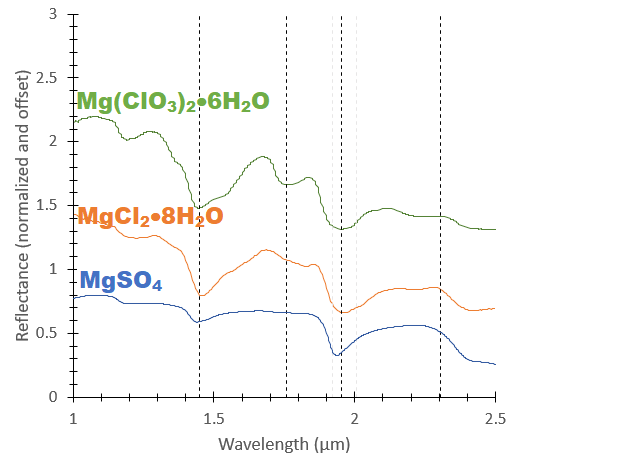 3
2.5
2
1.5
1
0.5
0
Reflectance (normalized and offset)
Mg(ClO₃)₂•6H₂O
MgCl₂•8H₂O
MgSO₄
1 1.5 2 2.5
Wavelength (µm)